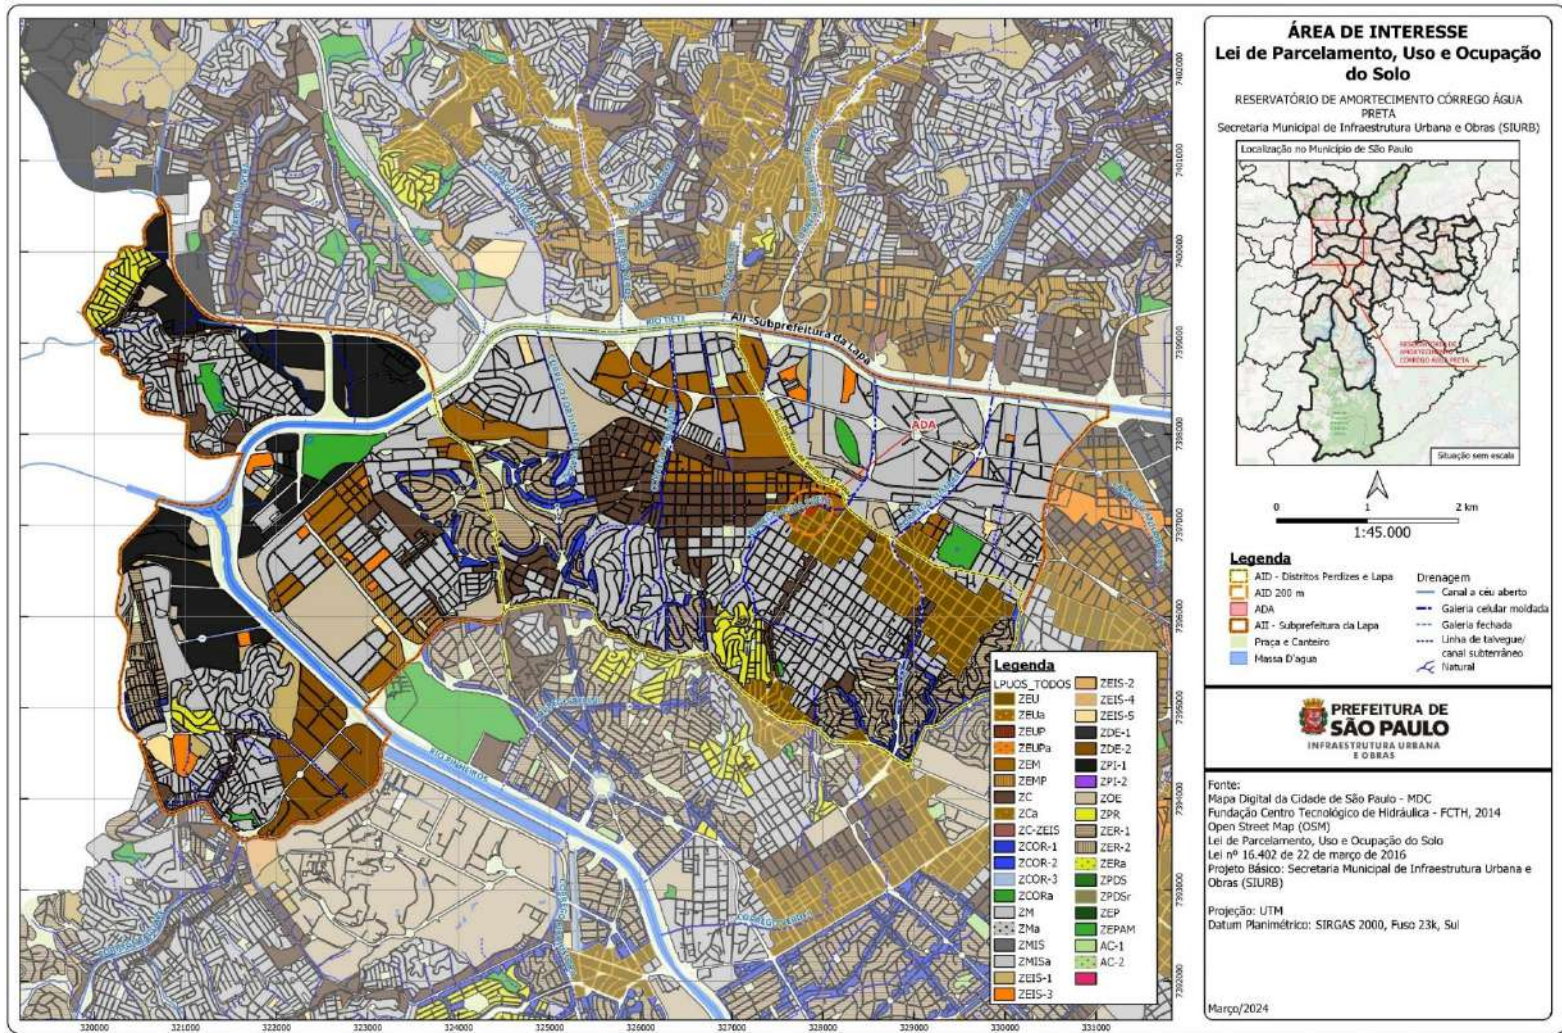 ÁREA DE INTERESSE
Lei de Parcelamento, Uso e Ocupação
do Solo
RESERVATÓRIO DE AMORTECIMENTO CÓRREGO ÁGUA
PRETA
Secretaria Municipal de Infraestrutura Urbana e Obras (SIURB)
Localização no Município de São Paulo
RESERVATÓRIO DE
AMORTECIMENTO
CÓRREGO ÁGUA PRETA
Situação sem escala
0 1 2 km
1:45.000
Legenda
AID - Distritos Perdizes e Lapa
AID 200 m
ADA
AII - Subprefeitura da Lapa
Praça e Canteiro
Massa D'agua
Drenagem
Canal a céu aberto
Galeria celular moldada
Galeria fechada
Linha de talvegue/
canal subterrâneo
Natural
PREFEITURA DE
SÃO PAULO
INFRAESTRUTURA URBANA
E OBRAS
Fonte:
Mapa Digital da Cidade de São Paulo - MDC
Fundação Centro Tecnológico de Hidráulica - FCTH, 2014
Open Street Map (OSM)
Lei de Parcelamento, Uso e Ocupação do Solo
Lei nº 16.402 de 22 de março de 2016
Projeto Básico: Secretaria Municipal de Infraestrutura Urbana e
Obras (SIURB)
Projeção: UTM
Datum Planimétrico: SIRGAS 2000, Fuso 23k, Sul
Março/2024
Legenda
LPUOS_TODOS
ZEU
ZEUa
ZEUP
ZEUPa
ZEM
ZEMP
ZC
ZCa
ZC-ZEIS
ZCOR-1
ZCOR-2
ZCOR-3
ZCORa
ZM
ZMa
ZMIS
ZMISa
ZEIS-1
ZEIS-3
ZEIS-2
ZEIS-4
ZEIS-5
ZDE-1
ZDE-2
ZPI-1
ZPI-2
ZOE
ZPR
ZER-1
ZER-2
ZERa
ZPDS
ZPDSr
ZEP
ZEPAM
AC-1
AC-2
AII -Subprefeitura da Lapa
RIO TIETE
ADA
RIO PINHEIROS
7402000
7401000
7400000
7399000
7398000
7397000
7396000
7395000
7394000
7393000
7392000
320000 321000 322000 323000 324000 325000 326000 327000 328000 329000 330000 331000